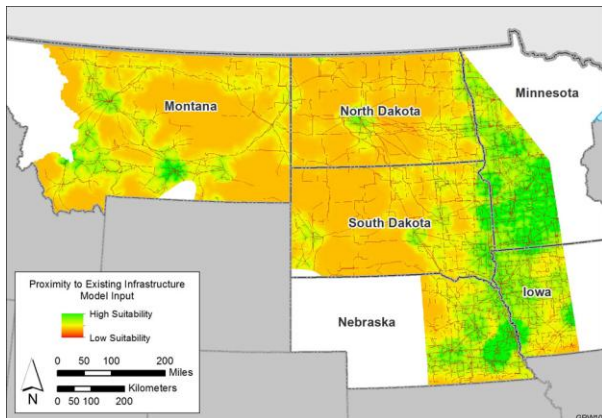 Montana
North Dakota
Minnesota
South Dakota
Iowa
Nebraska
Proximity to Existing Infrastructure
Model Input
High Suitability
Low Suitability
0 50 100 200
Miles
Kilometers
0 50 100 200
N